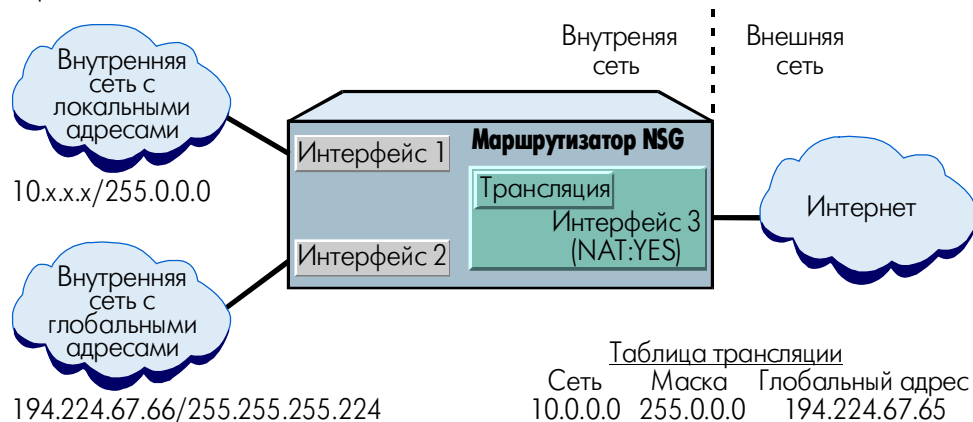 Внутреняя
сеть
Внешняя
сеть
Внутренняя
сеть с
локальными
адресами
10.x.x.x/255.0.0.0
Маршрутизатор NSG
Интерфейс 1
Трансляция
Интерфейс 3
(NAT:YES)
Интерфейс 2
Интернет
Внутренняя
сеть с
глобальными
адресами
194.224.67.66/255.255.255.224
Таблица трансляции
Сеть Маска Глобальный адрес
10.0.0.0 255.0.0.0 194.224.67.65